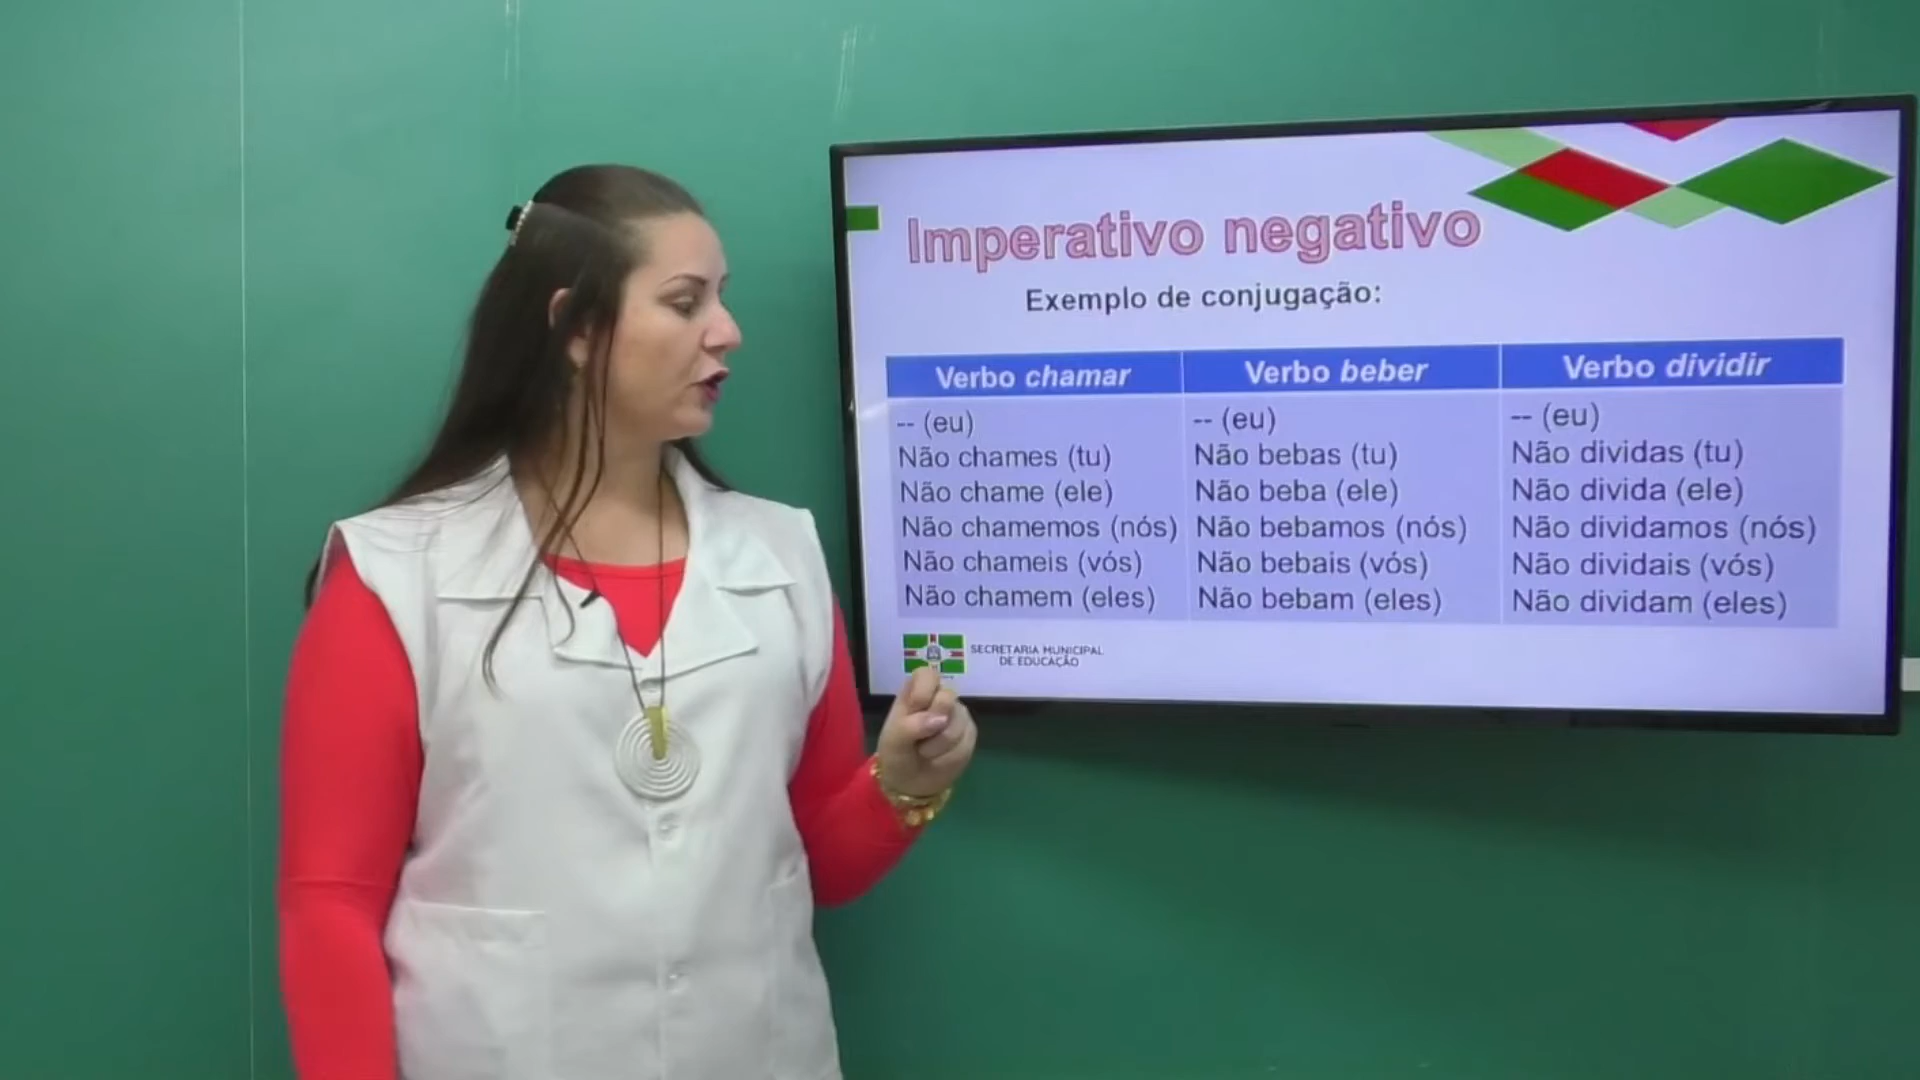 Imperativo negativo
Exemplo de conjugação:
Verbo chamar
-- (eu)
Não chames (tu)
Não chame (ele)
Não chamemos (nós)
Não chameis (vós)
Não chamem (eles)
Verbo beber
-- (eu)
Não bebas (tu)
Não beba (ele)
Não bebamos (nós)
Não bebais (vós)
Não bebam (eles)
Verbo dividir
-- (eu)
Não dividas (tu)
Não divida (ele)
Não dividamos (nós)
Não dividais (vós)
Não dividam (eles)
SECRETARIA MUNICIPAL
DE EDUCAÇÃO